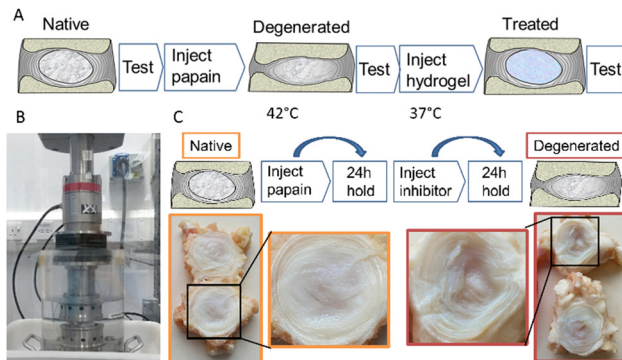 A
Native
Degenerated
Treated
Test
Inject
papain
Test
Inject
hydrogel
Test
B
C
42°C
37°C
Native
Inject
papain
24h
hold
Inject
inhibitor
24h
hold
Degenerated